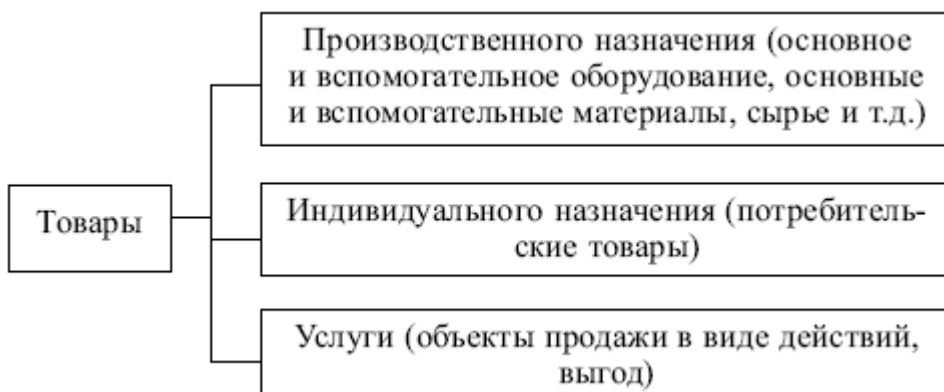 Производственного назначения (основное
и вспомогательное оборудование, основные
и вспомогательные материалы, сырье и т.д.)
Товары
Индивидуального назначения (потребитель-
ские товары)
Услуги (объекты продажи в виде действий,
выгод)